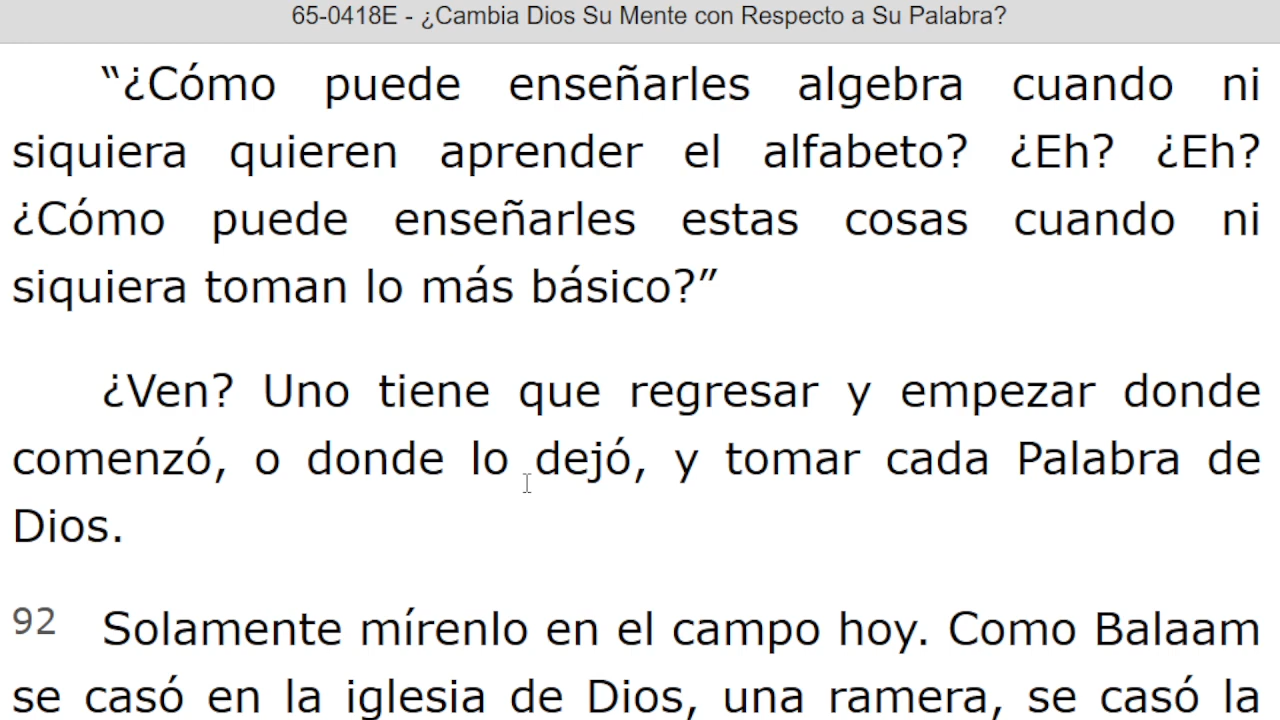 65-0418E - ¿Cambia Dios Su Mente con Respecto a Su Palabra?
“¿Cómo puede enseñarles algebra cuando ni
siquiera quieren aprender el alfabeto? ¿Eh? ¿Eh?
¿Cómo puede enseñarles estas cosas cuando ni
siquiera toman lo más básico?”
¿Ven? Uno tiene que regresar y empezar donde
comenzó, o donde lo dejó, y tomar cada Palabra de
Dios.
92 Solamente mírenlo en el campo hoy. Como Balaam
se casó en la iglesia de Dios, una ramera, se casó la